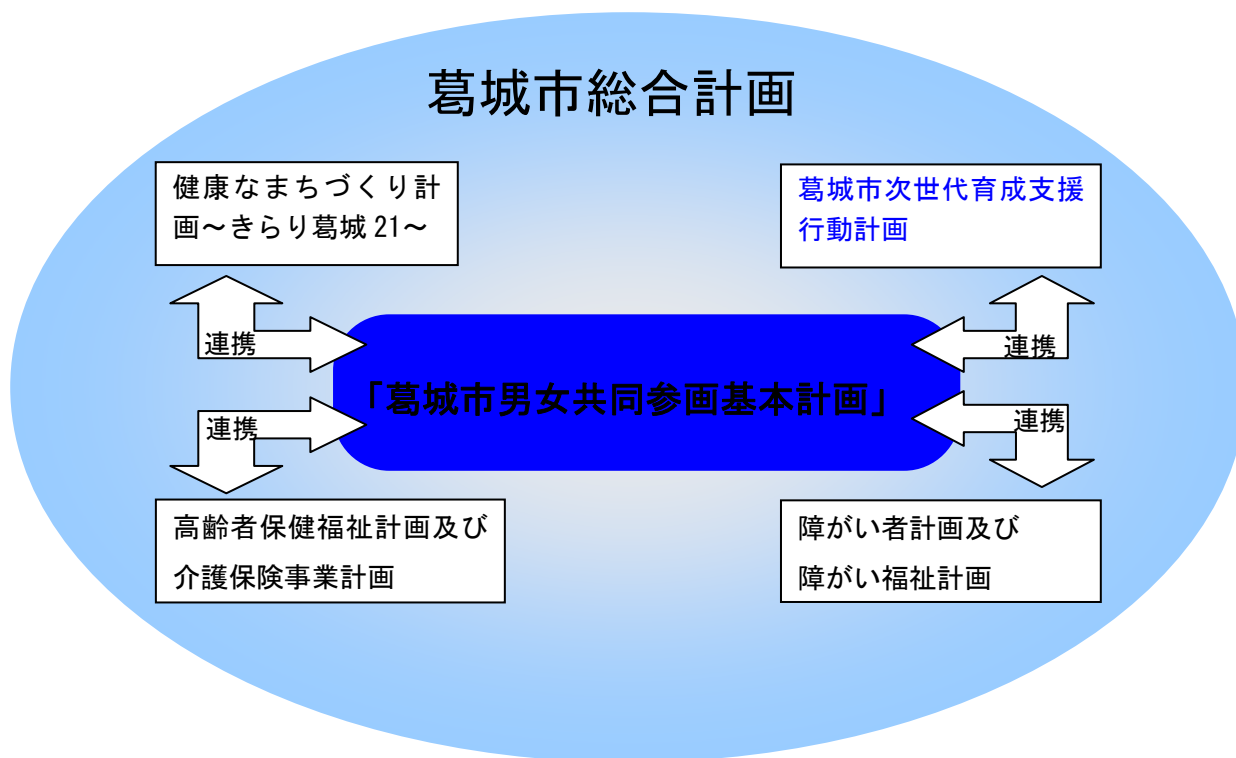 葛城市総合計画
健康なまちづくり計
画～きらり葛城 21～
葛城市次世代育成支援
行動計画
連携
連携
「葛城市男女共同参画基本計画」
連携
連携
高齢者保健福祉計画及び
介護保険事業計画
障がい者計画及び
障がい福祉計画